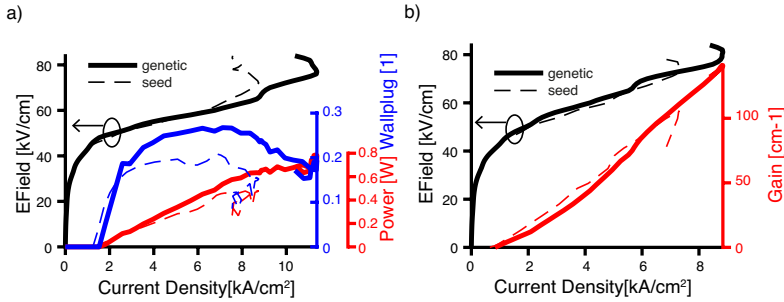 a)
genetic
seed
EField [kV/cm]
80
60
40
20
0
0
2
4
6
8
10
Current Density[kA/cm²]
Wallplug [1]
0.3
0.2
0.1
0
Power [W]
0.8
0.6
0.4
0.2
0
b)
genetic
seed
EField [kV/cm]
80
60
40
20
0
0
2
4
6
8
Current Density[kA/cm²]
Gain [cm-1]
100
50
0